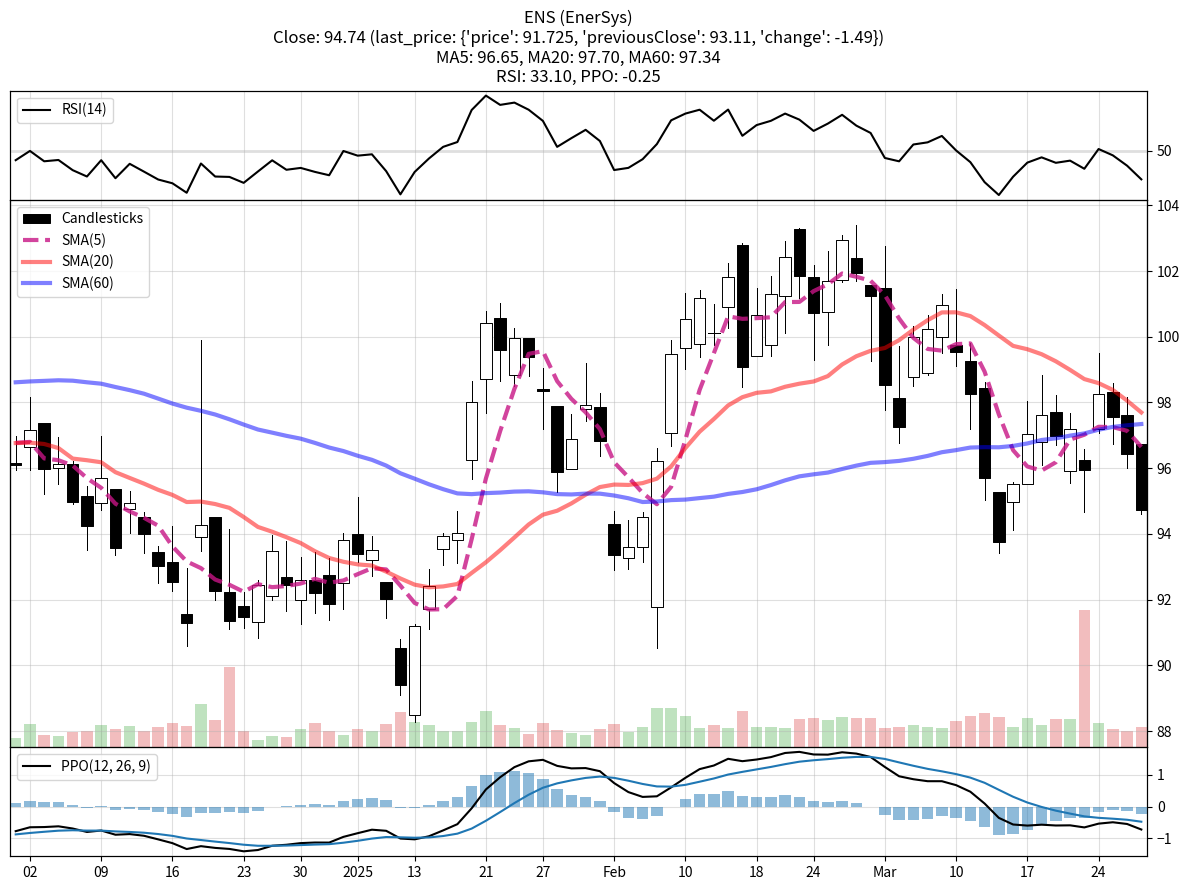 ENS (EnerSys)
Close: 94.74 (last_price: {'price': 91.725, 'previousClose': 93.11, 'change': -1.49})
MA5: 96.65, MA20: 97.70, MA60: 97.34
RSI: 33.10, PPO: -0.25
RSI(14)
50
Candlesticks
SMA(5)
SMA(20)
SMA(60)
104
102
100
98
96
94
92
90
88
PPO(12, 26, 9)
1
0
−1
02 09 16 23 30 2025 13 21 27 Feb 10 18 24 Mar 10 17 24